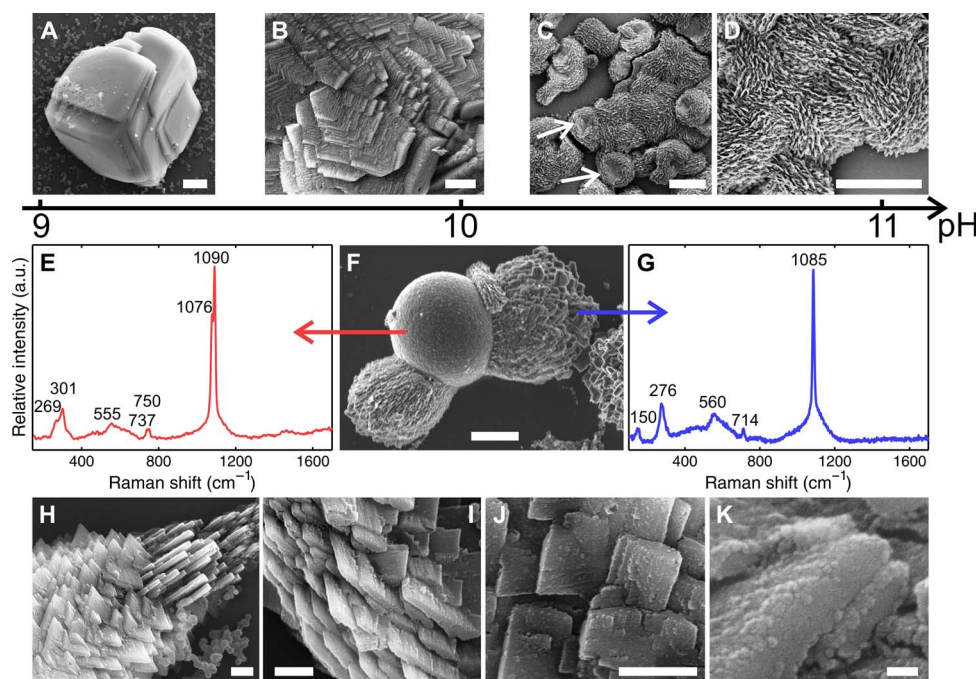 A
B
C
D
9
10
11
pH
E
1090
1076
301
269
555
750
737
Relative intensity (a.u.)
400
800
1200
1600
Raman shift (cm⁻¹)
F
G
1085
276
150
560
714
400
800
1200
1600
Raman shift (cm⁻¹)
H
I
J
K